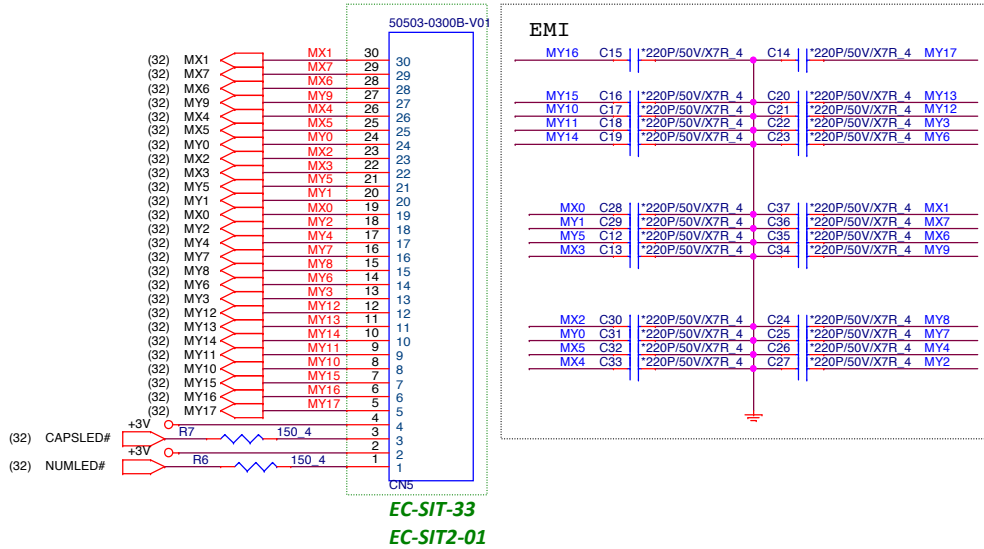 50503-0300B-V01
(32) MX1 MX1 30 30
(32) MX7 MX7 29 29
(32) MX6 MX6 28 28
(32) MY9 MY9 27 27
(32) MX4 MX4 26 26
(32) MX5 MX5 25 25
(32) MY0 MY0 24 24
(32) MX2 MX2 23 23
(32) MX3 MX3 22 22
(32) MY5 MY5 21 21
(32) MY1 MY1 20 20
(32) MX0 MX0 19 19
(32) MY2 MY2 18 18
(32) MY4 MY4 17 17
(32) MY7 MY7 16 16
(32) MY8 MY8 15 15
(32) MY6 MY6 14 14
(32) MY3 MY3 13 13
(32) MY12 MY12 12 12
(32) MY13 MY13 11 11
(32) MY14 MY14 10 10
(32) MY11 MY11 9 9
(32) MY10 MY10 8 8
(32) MY15 MY15 7 7
(32) MY16 MY16 6 6
(32) MY17 MY17 5 5
+3V 4 4
(32) CAPSLED# R7 150_4 3 3
+3V 2 2
(32) NUMLED# R6 150_4 1 1
CN5
EC-SIT-33
EC-SIT2-01
EMI
MY16 C15 *220P/50V/X7R_4 C14 *220P/50V/X7R_4 MY17
MY15 C16 *220P/50V/X7R_4 C20 *220P/50V/X7R_4 MY13
MY10 C17 *220P/50V/X7R_4 C21 *220P/50V/X7R_4 MY12
MY11 C18 *220P/50V/X7R_4 C22 *220P/50V/X7R_4 MY3
MY14 C19 *220P/50V/X7R_4 C23 *220P/50V/X7R_4 MY6
MX0 C28 *220P/50V/X7R_4 C37 *220P/50V/X7R_4 MX1
MY1 C29 *220P/50V/X7R_4 C36 *220P/50V/X7R_4 MX7
MY5 C12 *220P/50V/X7R_4 C35 *220P/50V/X7R_4 MX6
MX3 C13 *220P/50V/X7R_4 C34 *220P/50V/X7R_4 MY9
MX2 C30 *220P/50V/X7R_4 C24 *220P/50V/X7R_4 MY8
MY0 C31 *220P/50V/X7R_4 C25 *220P/50V/X7R_4 MY7
MX5 C32 *220P/50V/X7R_4 C26 *220P/50V/X7R_4 MY4
MX4 C33 *220P/50V/X7R_4 C27 *220P/50V/X7R_4 MY2